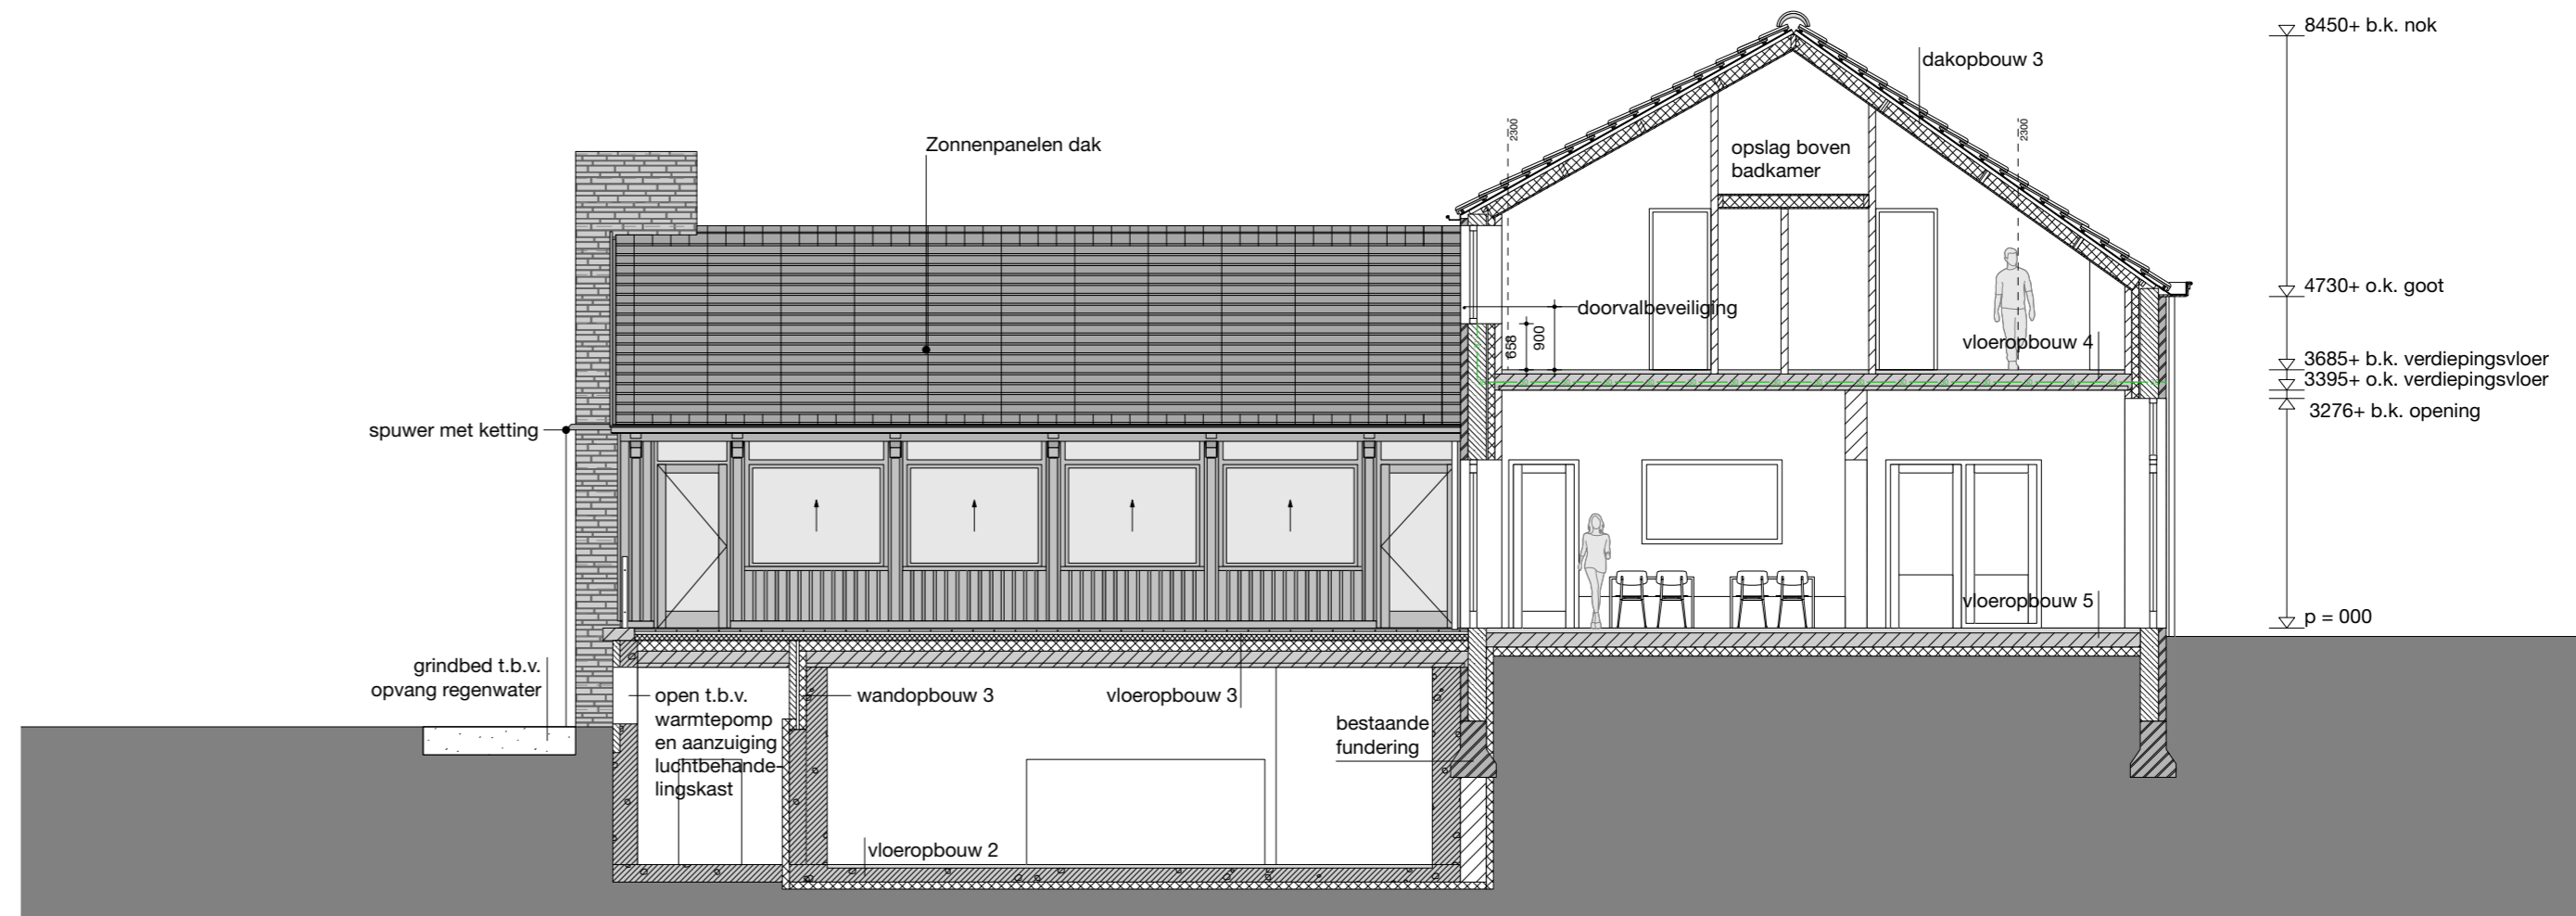 8450+ b.k. nok
dakopbouw 3
2300
2300
Zonnenpanelen dak
opslag boven
badkamer
4730+ o.k. goot
doorvalbeveiliging
658
900
vloeropbouw 4
3685+ b.k. verdiepingsvloer
3395+ o.k. verdiepingsvloer
3276+ b.k. opening
spuwer met ketting
vloeropbouw 5
p = 000
grindbed t.b.v.
opvang regenwater
open t.b.v.
warmtepomp
en aanzuiging
luchtbehande-
lingskast
wandopbouw 3
vloeropbouw 3
bestaande
fundering
vloeropbouw 2